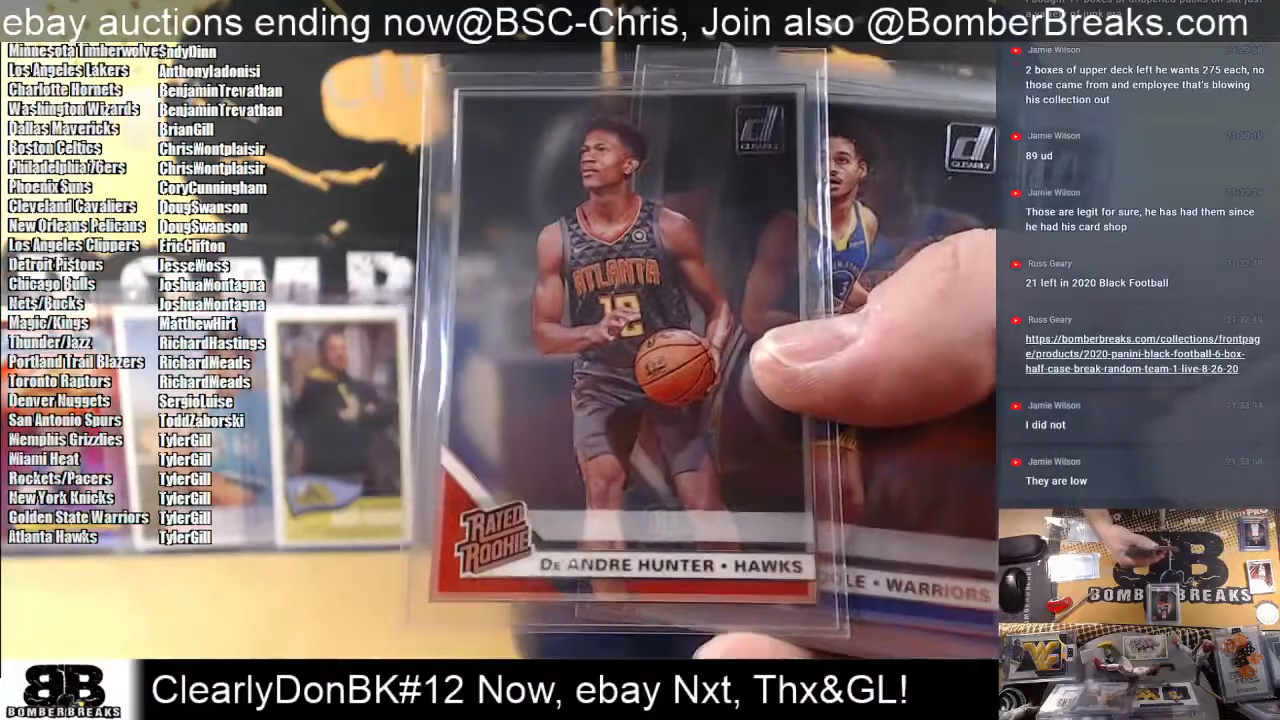 ebay auctions ending now@BSC-Chris, Join also @BomberBreaks.com
Minnesota Timberwolves
Los Angeles Lakers Anthonyladonisi
Charlotte Hornets BenjaminTrevathan
Washington Wizards BenjaminTrevathan
Dallas Mavericks BrianGill
Boston Celtics ChrisMontplaisir
Philadelphia 76ers ChrisMontplaisir
Phoenix Suns CoryCunningham
Cleveland Cavaliers DougSwanson
New Orleans Pelicans DougSwanson
Los Angeles Clippers EricClifton
Detroit Pistons JesseMoss
Chicago Bulls JoshuaMontagna
Nets/Bucks JoshuaMontagna
Magic/Kings MatthewHirt
Thunder/Jazz RichardHastings
Portland Trail Blazers RichardMeads
Toronto Raptors RichardMeads
Denver Nuggets SergioLuise
San Antonio Spurs ToddZaborski
Memphis Grizzlies TylerGill
Miami Heat TylerGill
Rockets/Pacers TylerGill
New York Knicks TylerGill
Golden State Warriors TylerGill
Atlanta Hawks TylerGill
d
CLEARLY
d
CLEARLY
ATLANTA
12
RATED
ROOKIE
De ANDRE HUNTER • HAWKS
OLE • WARRIORS
Jamie Wilson
2 boxes of upper deck left he wants 275 each, no
those came from and employee that's blowing
his collection out
Jamie Wilson
89 ud
Jamie Wilson
Those are legit for sure, he has had them since
he had his card shop
Russ Geary
21 left in 2020 Black Football
Russ Geary
https://bomberbreaks.com/collections/frontpag
e/products/2020-panini-black-football-6-box-
half-case-break-random-team-1-live-8-26-20
Jamie Wilson
I did not
Jamie Wilson
They are low
BOMBERBREAKS
BB
BOMBERBREAKS
ClearlyDonBK#12 Now, ebay Nxt, Thx&GL!